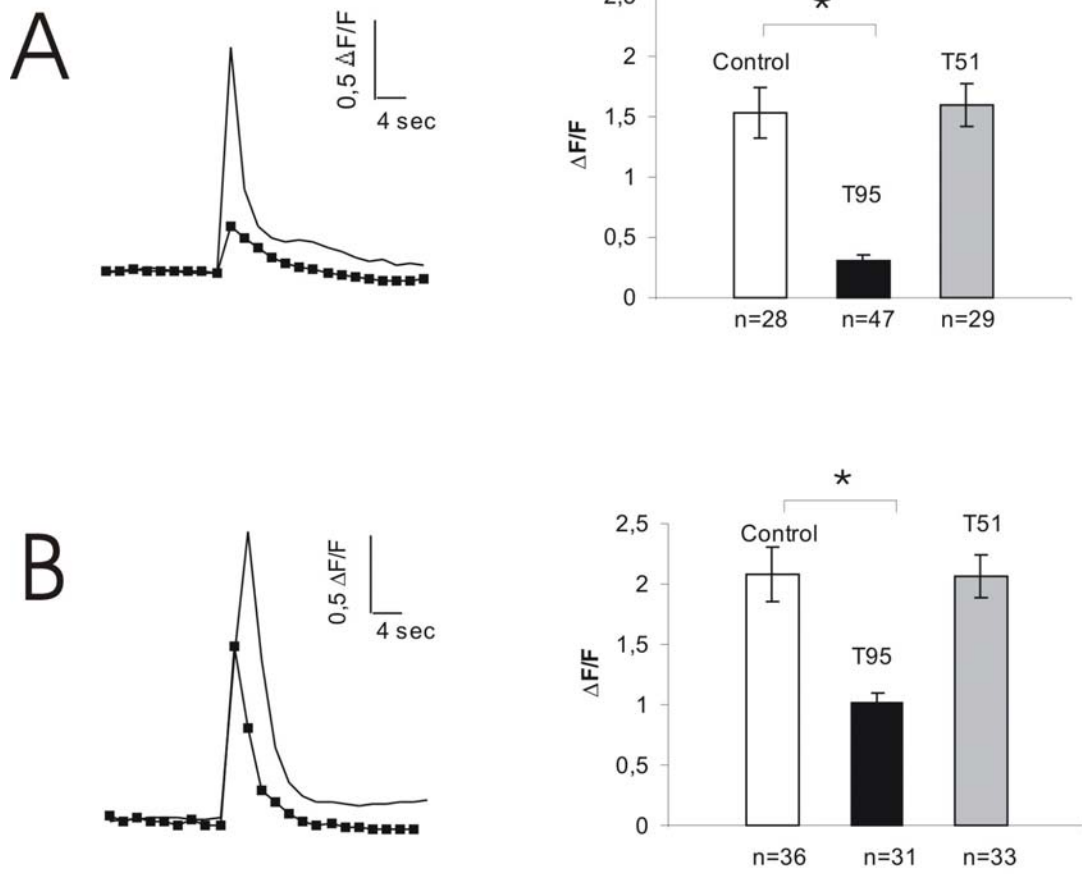 A
0,5 ΔF/F
4 sec
2,5
*
2
Control
T51
1,5
ΔF/F
1
T95
0,5
0
n=28
n=47
n=29
B
0,5 ΔF/F
4 sec
*
2,5
Control
T51
2
1,5
ΔF/F
T95
1
0,5
0
n=36
n=31
n=33